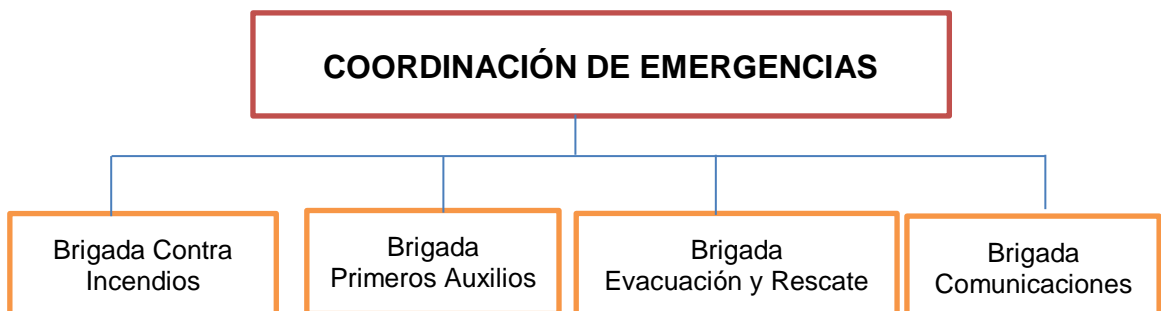 COORDINACIÓN DE EMERGENCIAS
Brigada Contra
Incendios
Brigada
Primeros Auxilios
Brigada
Evacuación y Rescate
Brigada
Comunicaciones